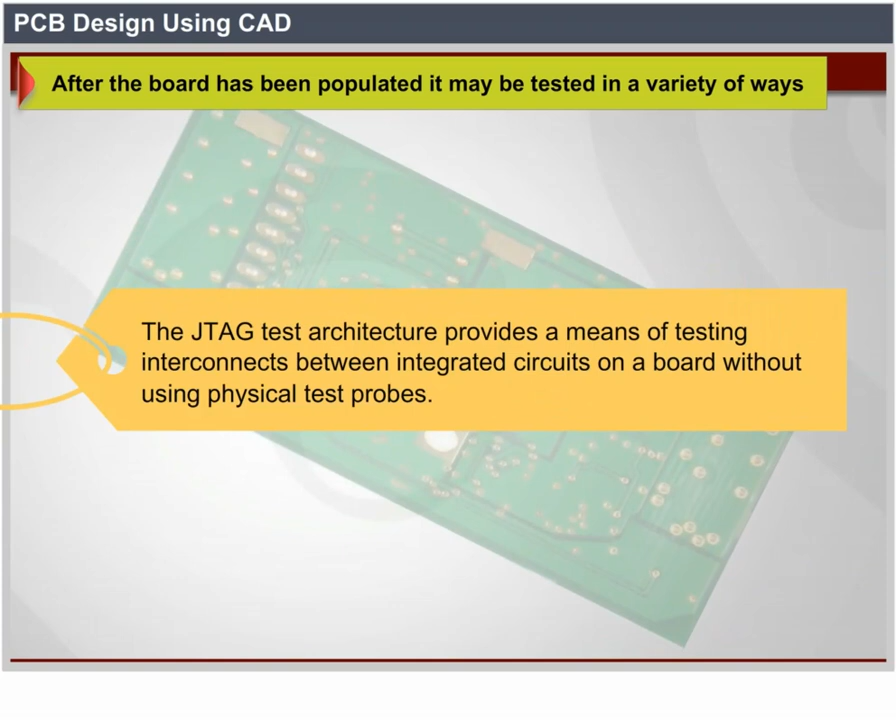 PCB Design Using CAD
After the board has been populated it may be tested in a variety of ways
The JTAG test architecture provides a means of testing
interconnects between integrated circuits on a board without
using physical test probes.